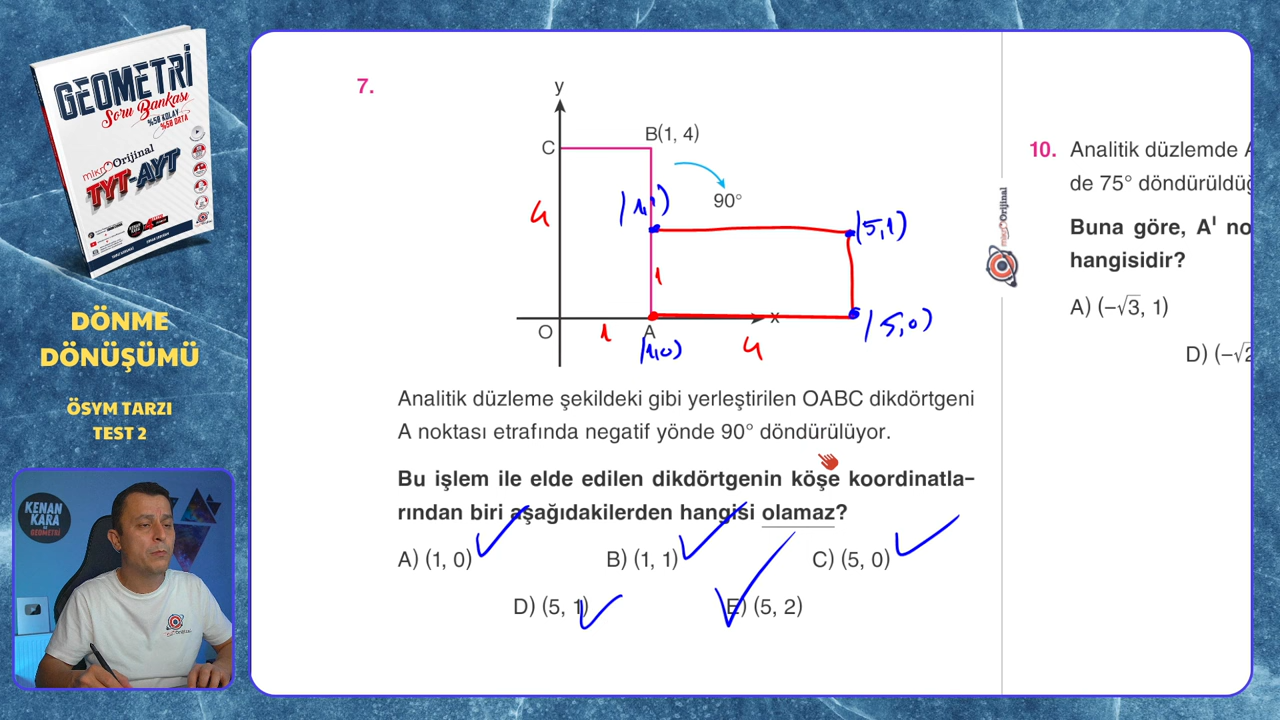 GEOMETRİ
Soru Bankası
%50 KOLAY
%50 ORTA
mikro Orijinal
TYT-AYT
DÖNME
DÖNÜŞÜMÜ
ÖSYM TARZI
TEST 2
KENAN
KARA
GEOMETRİ
Orijinal
7.
y
C
B(1, 4)
90°
(1,1)
(5,1)
4
1
O
1
A
x
(1,0)
4
(5,0)
Analitik düzleme şekildeki gibi yerleştirilen OABC dikdörtgeni
A noktası etrafında negatif yönde 90° döndürülüyor.
Bu işlem ile elde edilen dikdörtgenin köşe koordinatla-
rından biri aşağıdakilerden hangisi olamaz?
A) (1, 0)
B) (1, 1)
C) (5, 0)
D) (5, 1)
E) (5, 2)
mikro Orijinal
10. Analitik düzlemde A
de 75° döndürüldüğ
Buna göre, A' no
hangisidir?
A) (−√3, 1)
D) (−√2